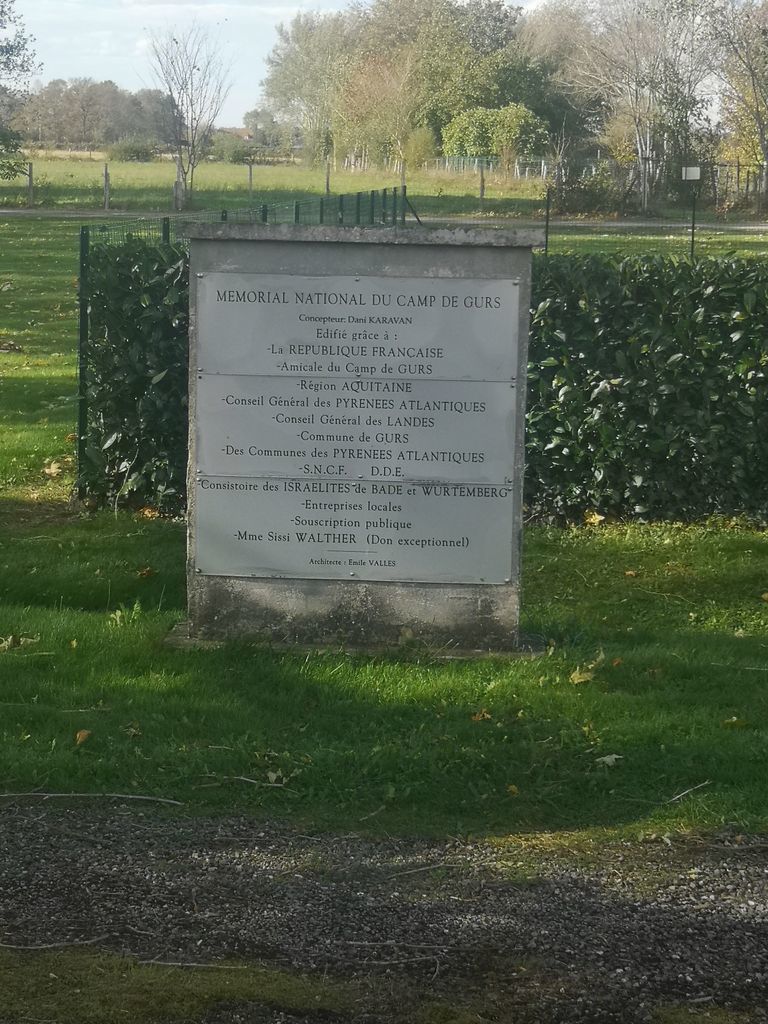 MEMORIAL NATIONAL DU CAMP DE GURS
Concepteur: Dani KARAVAN
Edifié grâce à :
-La REPUBLIQUE FRANCAISE
-Amicale du Camp de GURS
-Région AQUITAINE
-Conseil Général des PYRENEES ATLANTIQUES
-Conseil Général des LANDES
-Commune de GURS
-Des Communes des PYRENEES ATLANTIQUES
-S.N.C.F. D.D.E.
-Consistoire des ISRAELITES de BADE et WURTEMBERG
-Entreprises locales
-Souscription publique
-Mme Sissi WALTHER (Don exceptionnel)
Architecte : Emile VALLES